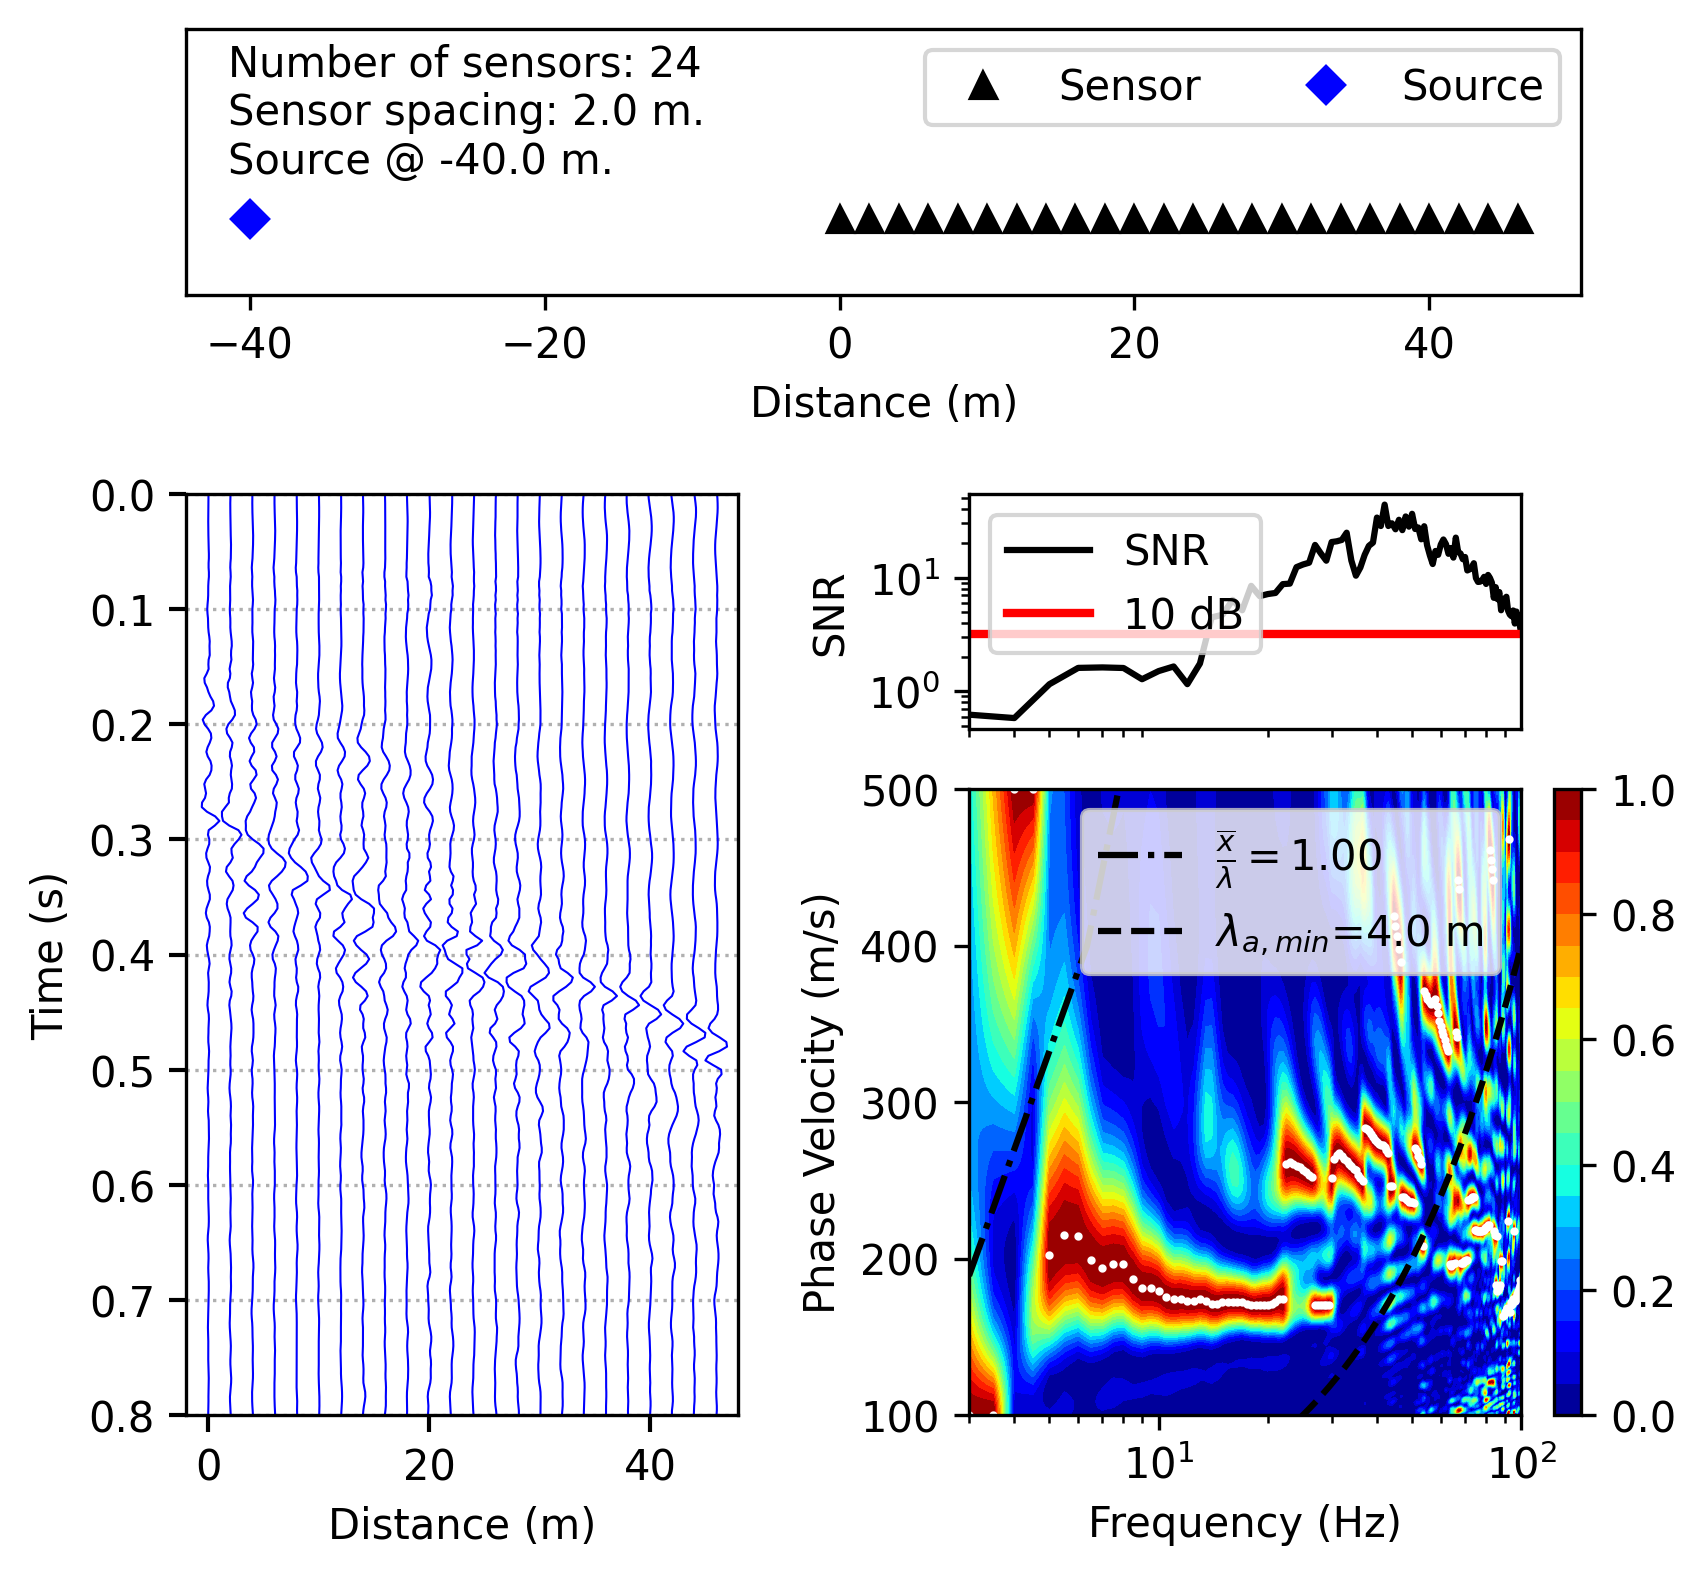 Number of sensors: 24
Sensor spacing: 2.0 m.
Source @ -40.0 m.
Sensor
Source
−40
−20
0
20
40
Distance (m)
0.0
0.1
0.2
0.3
0.4
0.5
0.6
0.7
0.8
Time (s)
0
20
40
Distance (m)
SNR
10 dB
10¹
10⁰
SNR
500
400
300
200
100
Phase Velocity (m/s)
x̅/λ = 1.00
λa,min=4.0 m
10¹
10²
Frequency (Hz)
1.0
0.8
0.6
0.4
0.2
0.0